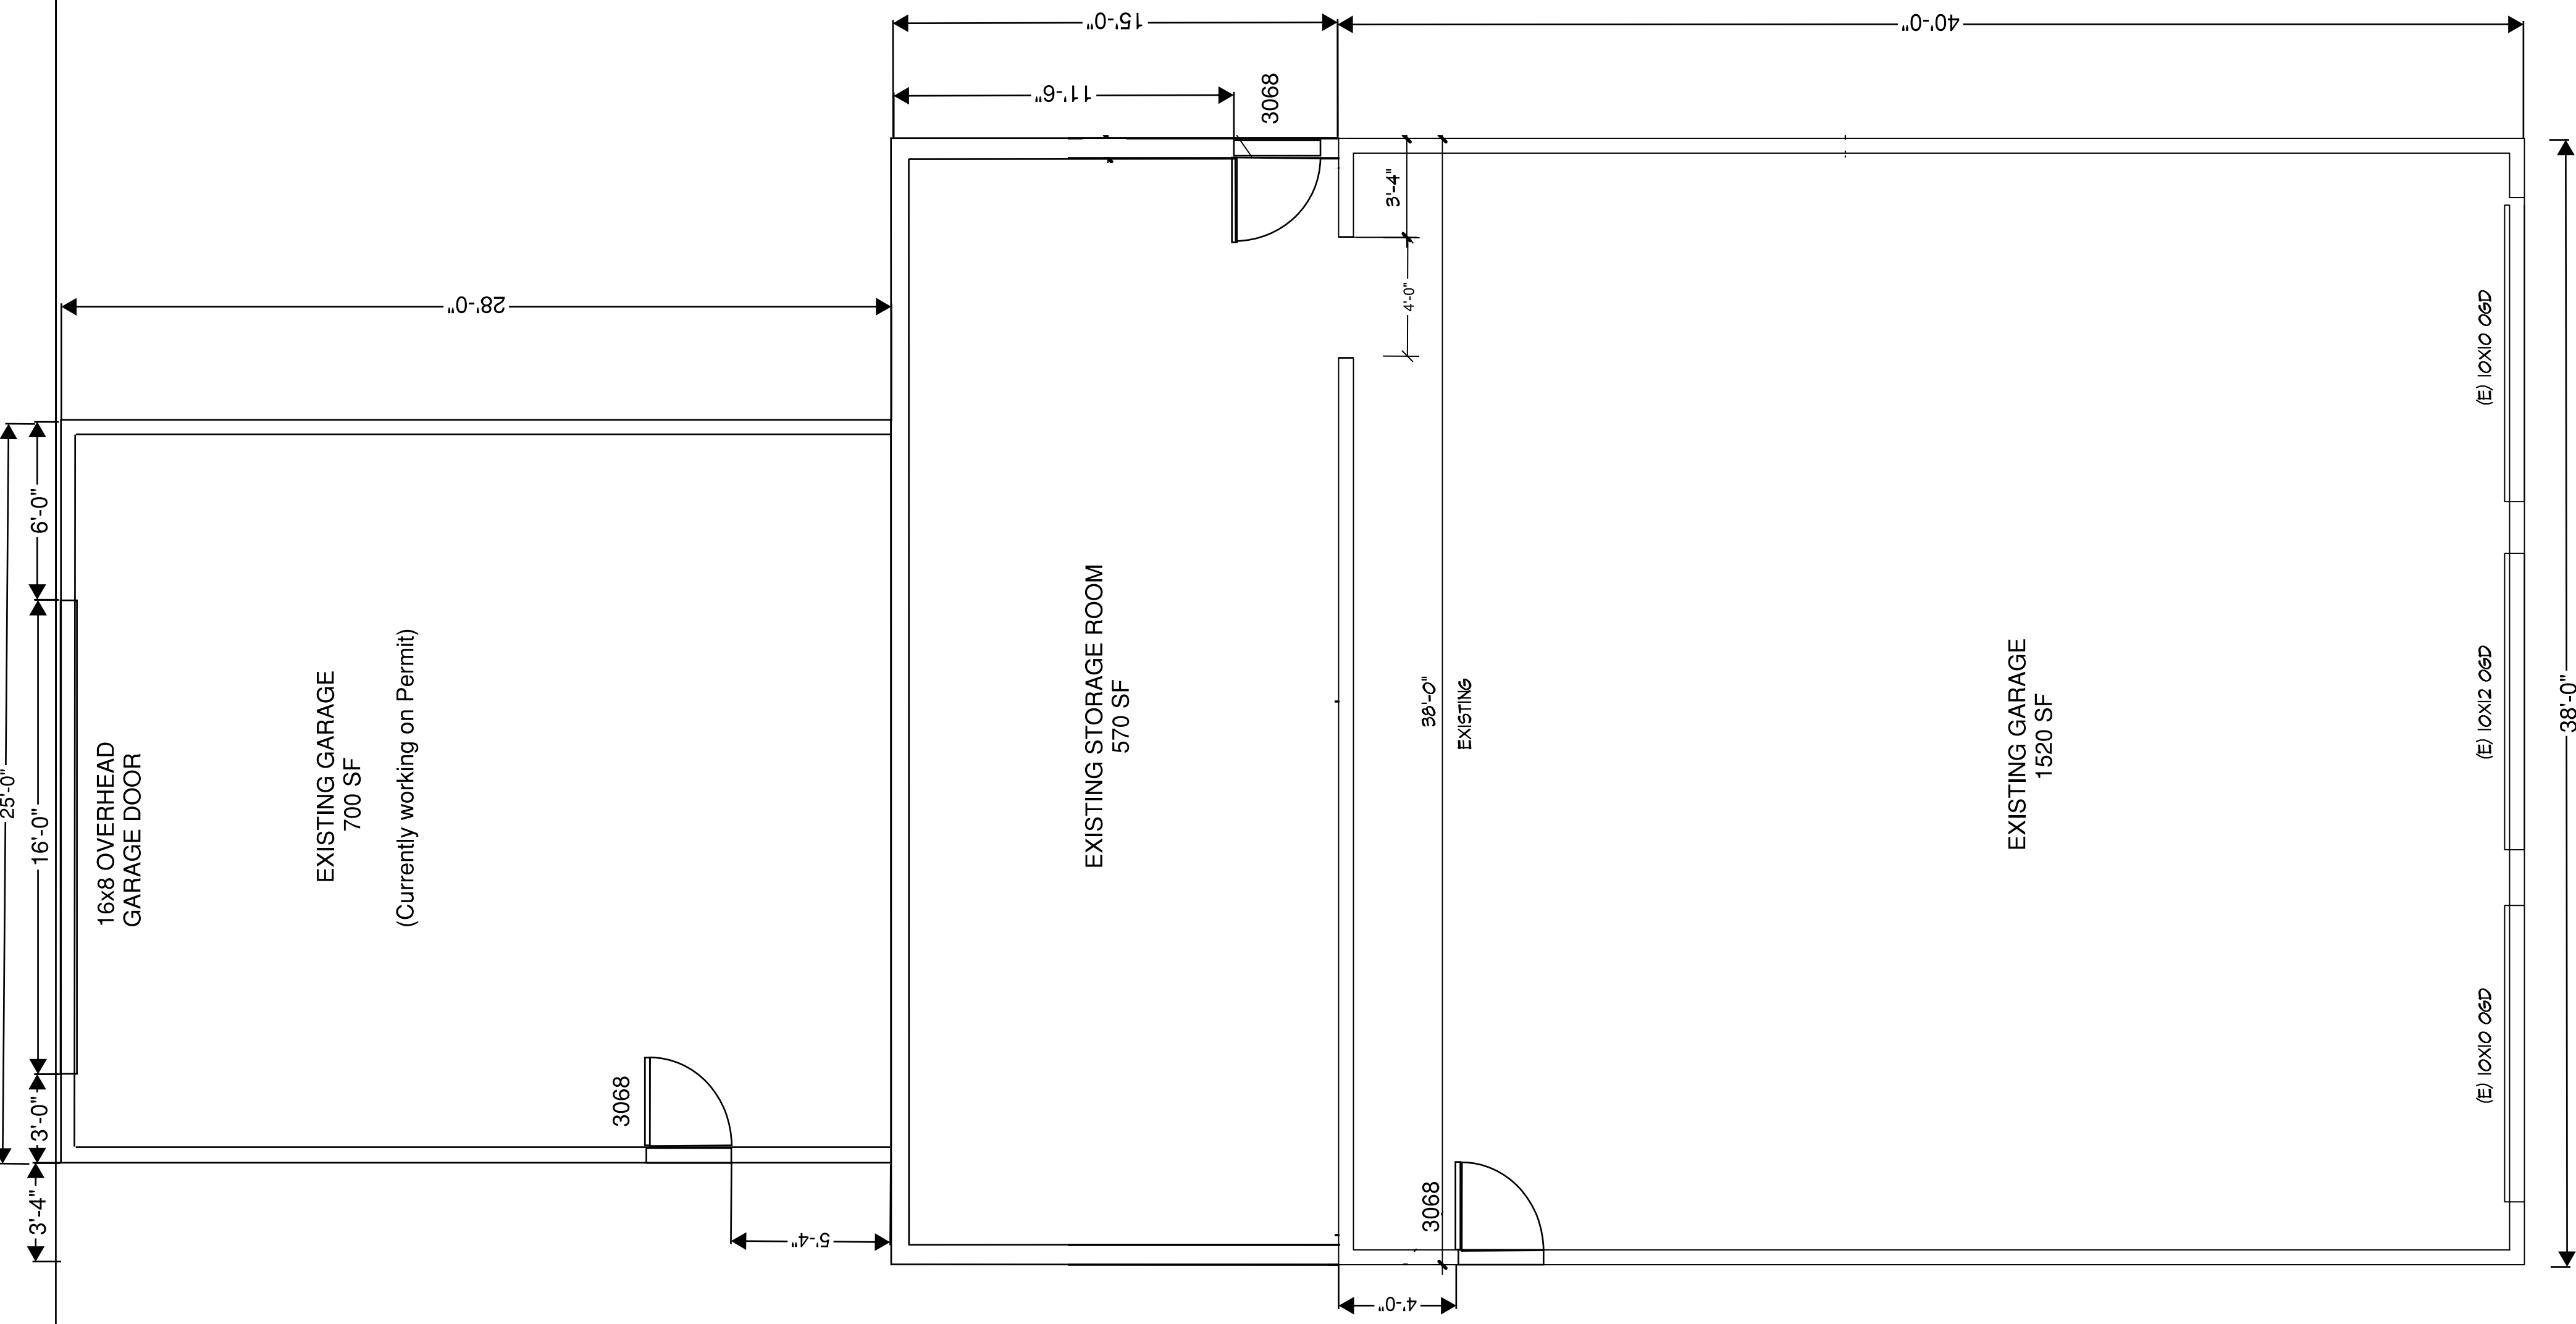 15'-0"
40'-0"
11'-6"
3068
3'-4"
4'-0"
28'-0"
25'-0"
6'-0"
16'-0"
3'-0"
3'-4"
16x8 OVERHEAD
GARAGE DOOR
EXISTING GARAGE
700 SF
(Currently working on Permit)
3068
5'-4"
EXISTING STORAGE ROOM
570 SF
38'-0"
EXISTING
3068
4'-0"
EXISTING GARAGE
1520 SF
(E) 10X10 OGD
(E) 10X12 OGD
(E) 10X10 OGD
38'-0"